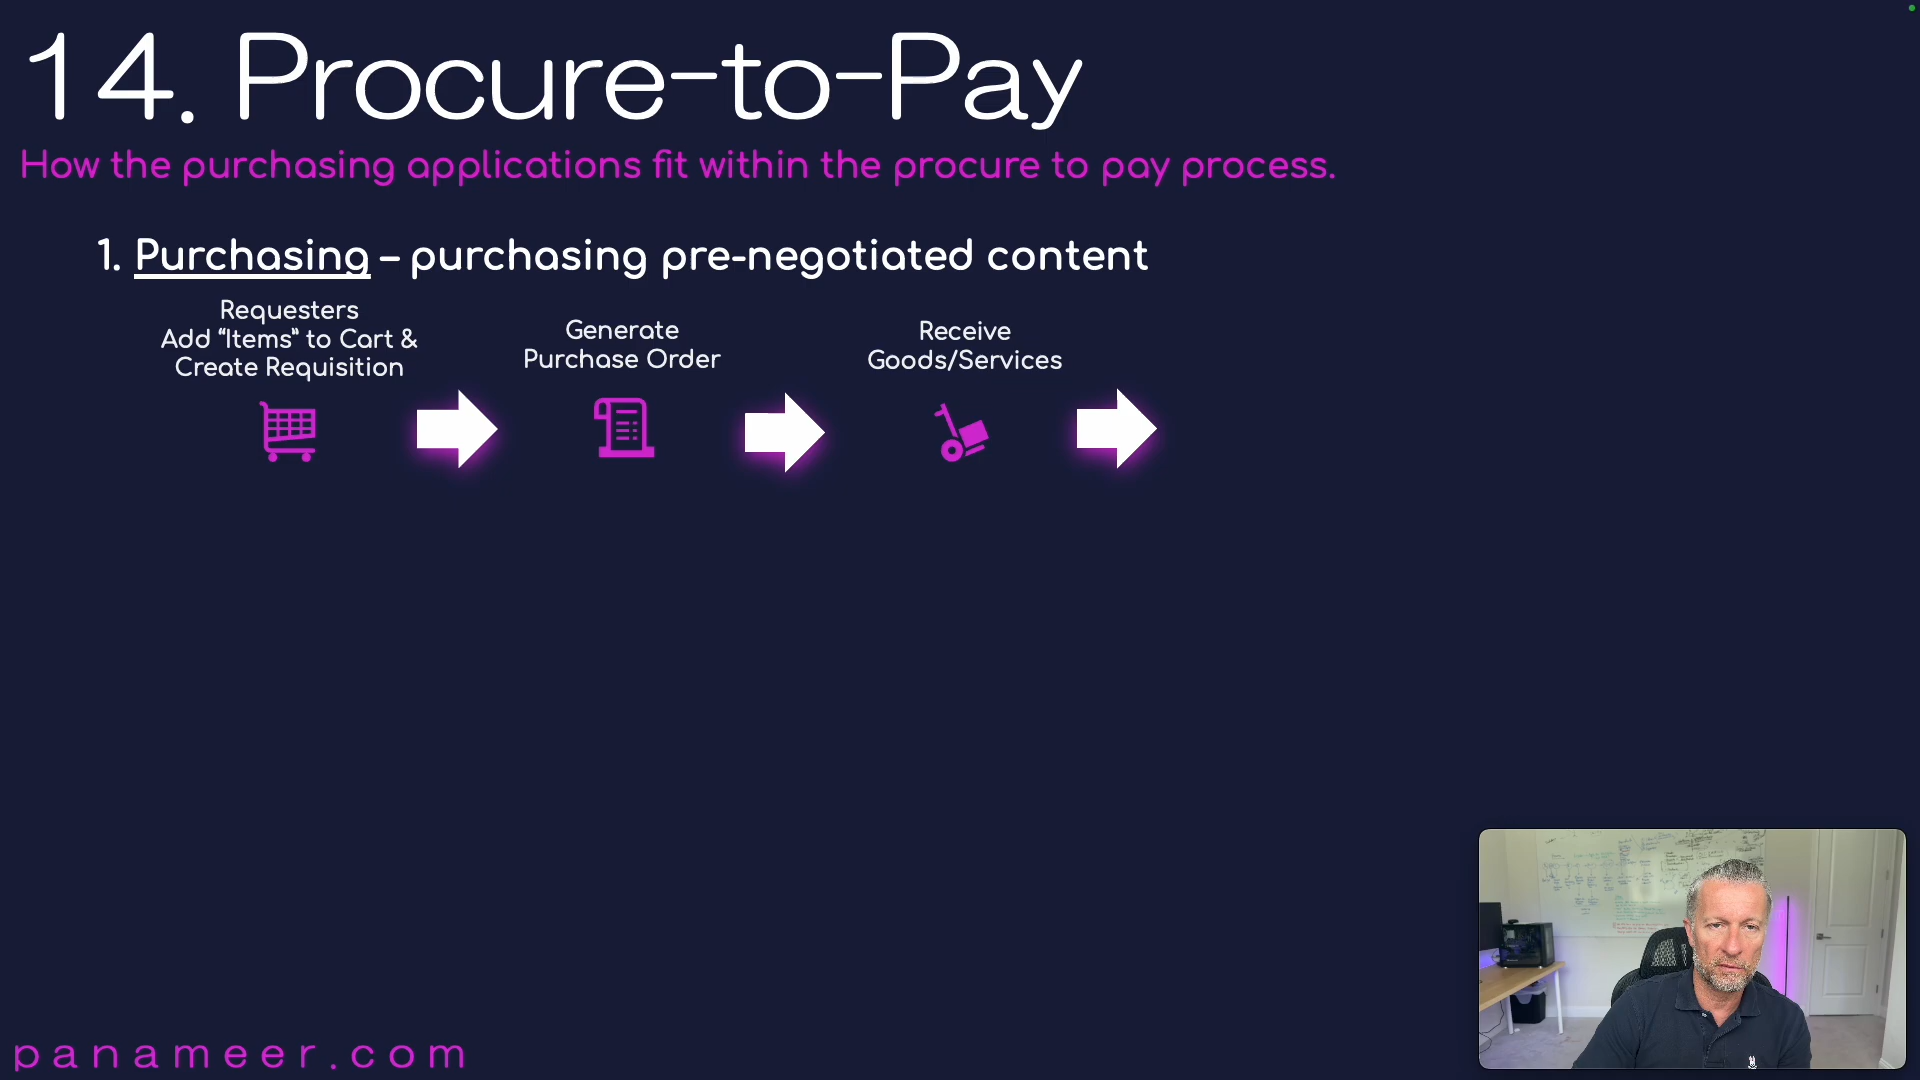 14. Procure-to-Pay
How the purchasing applications fit within the procure to pay process.
1. Purchasing – purchasing pre-negotiated content
Requesters
Add “Items” to Cart &
Create Requisition
Generate
Purchase Order
Receive
Goods/Services
panameer.com